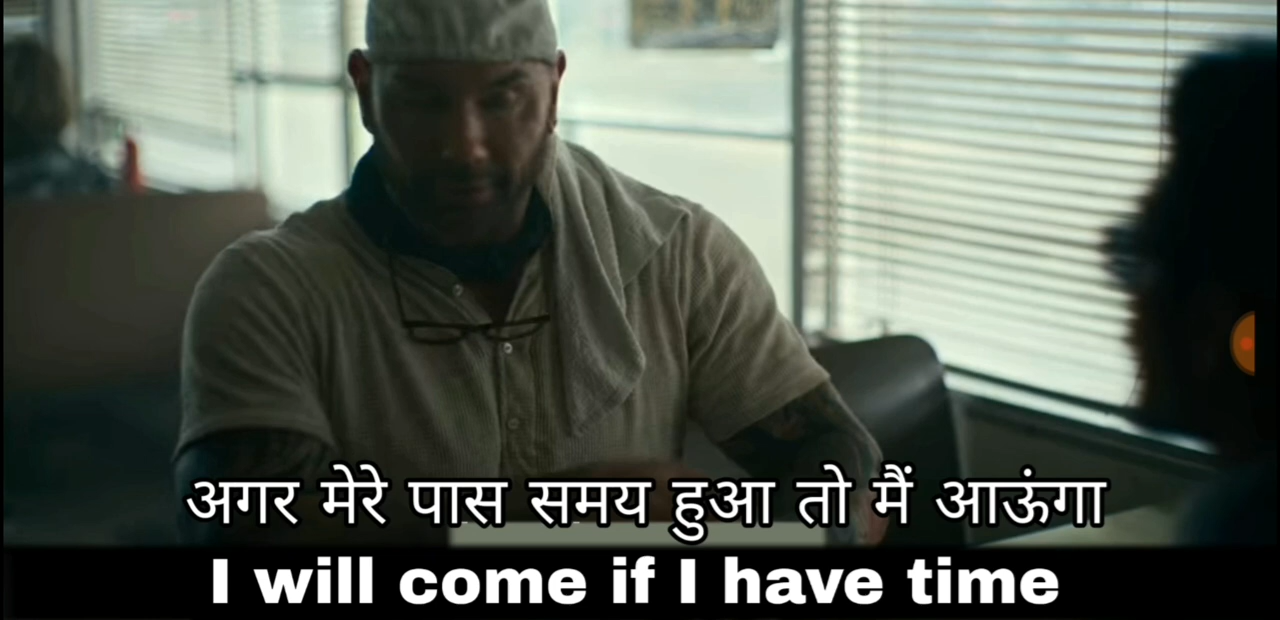 अगर मेरे पास समय हुआ तो मैं आऊंगा
I will come if I have time